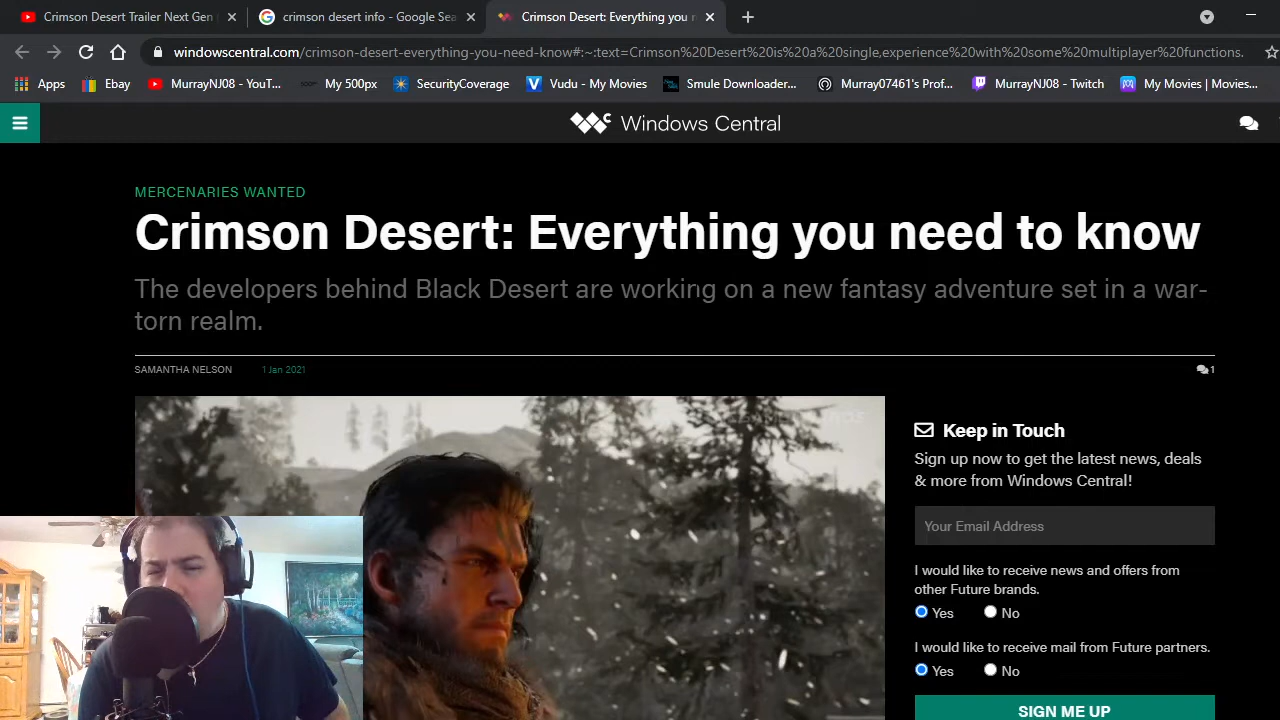 Crimson Desert Trailer Next Gen
crimson desert info - Google Sea
Crimson Desert: Everything you n
windowscentral.com/crimson-desert-everything-you-need-know#:~:text=Crimson%20Desert%20is%20a%20single,experience%20with%20some%20multiplayer%20functions.
Apps
Ebay
MurrayNJ08 - YouT...
My 500px
SecurityCoverage
Vudu - My Movies
Smule Downloader...
Murray07461's Prof...
MurrayNJ08 - Twitch
My Movies | Movies...
Windows Central
MERCENARIES WANTED
Crimson Desert: Everything you need to know
The developers behind Black Desert are working on a new fantasy adventure set in a war-
torn realm.
SAMANTHA NELSON
1 Jan 2021
1
Keep in Touch
Sign up now to get the latest news, deals
& more from Windows Central!
Your Email Address
I would like to receive news and offers from
other Future brands.
Yes
No
I would like to receive mail from Future partners.
Yes
No
SIGN ME UP